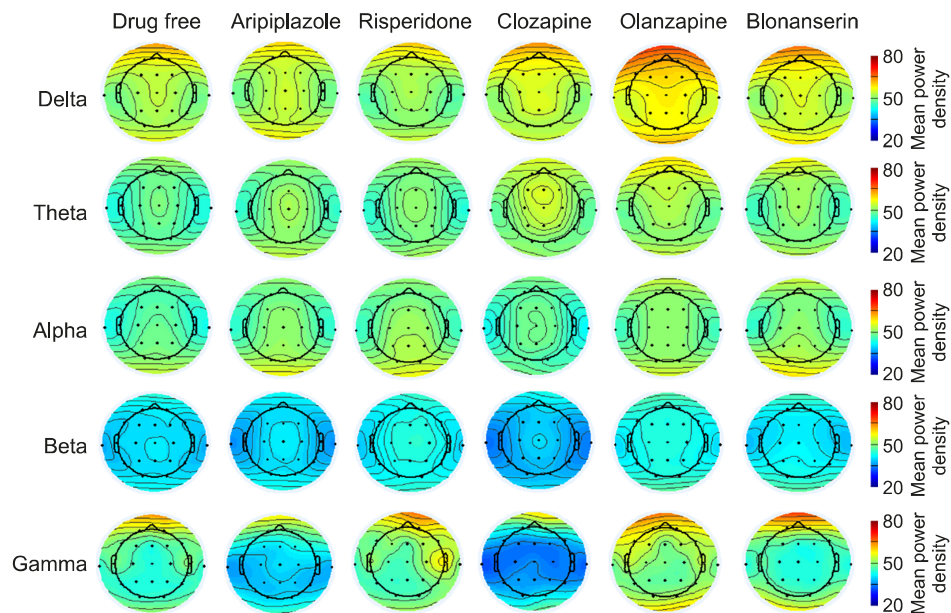 Drug free Aripiplazole Risperidone Clozapine Olanzapine Blonanserin
Delta
80
50
20
Mean power
density
Theta
80
50
20
Mean power
density
Alpha
80
50
20
Mean power
density
Beta
80
50
20
Mean power
density
Gamma
80
50
20
Mean power
density